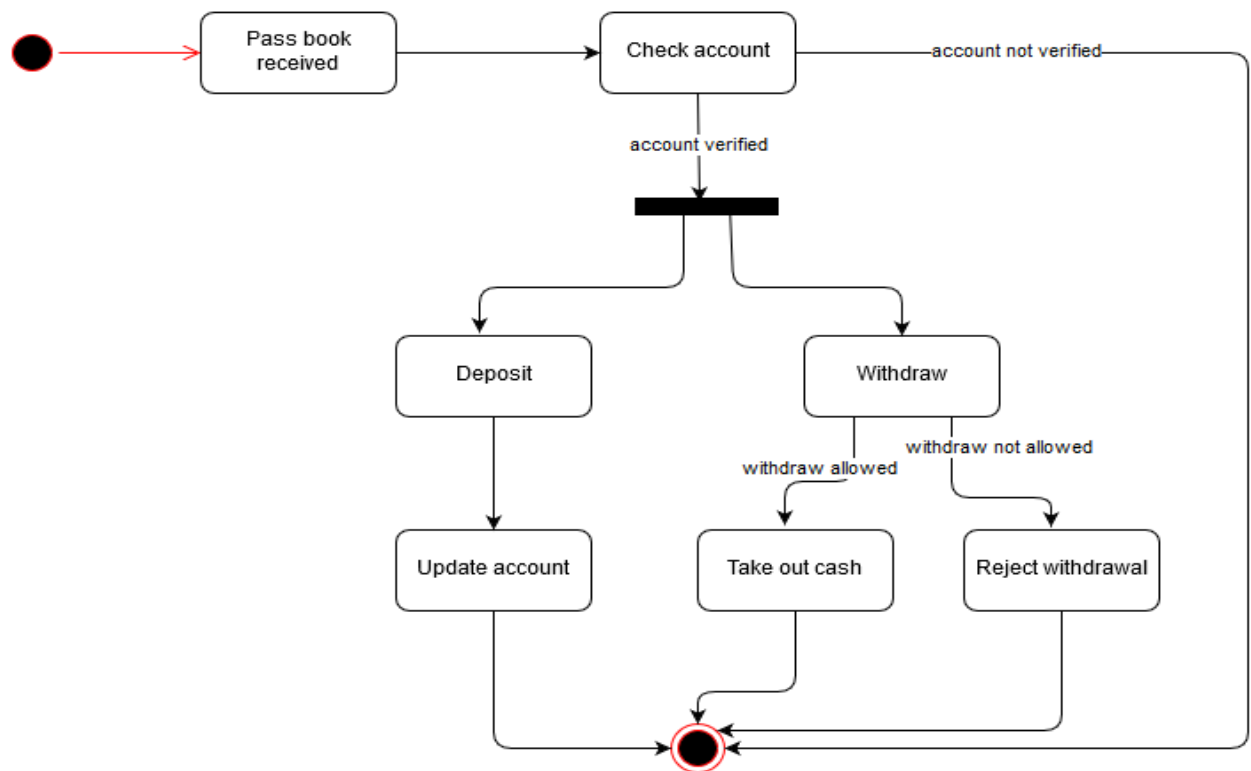 Pass book
received
Check account
account not verified
account verified
Deposit
Withdraw
withdraw not allowed
withdraw allowed
Update account
Take out cash
Reject withdrawal